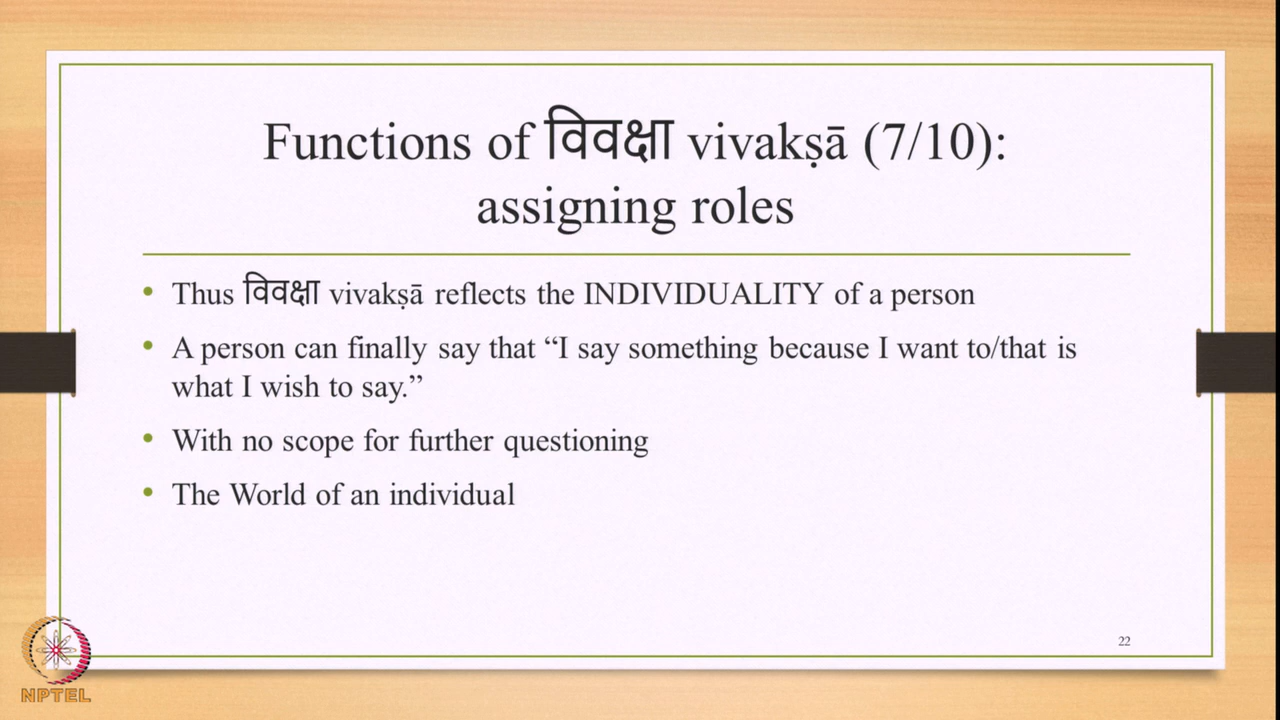 Functions of विवक्षा vivakṣā (7/10):
assigning roles
• Thus विवक्षा vivakṣā reflects the INDIVIDUALITY of a person
• A person can finally say that “I say something because I want to/that is
what I wish to say.”
• With no scope for further questioning
• The World of an individual
22
NPTEL